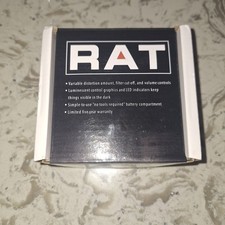 RAT
• Variable distortion amount, filter cut-off, and volume controls
• Luminescent control graphics and LED indicators keep
things visible in the dark
• Simple-to-use "no tools required" battery compartment
• Limited five year warranty